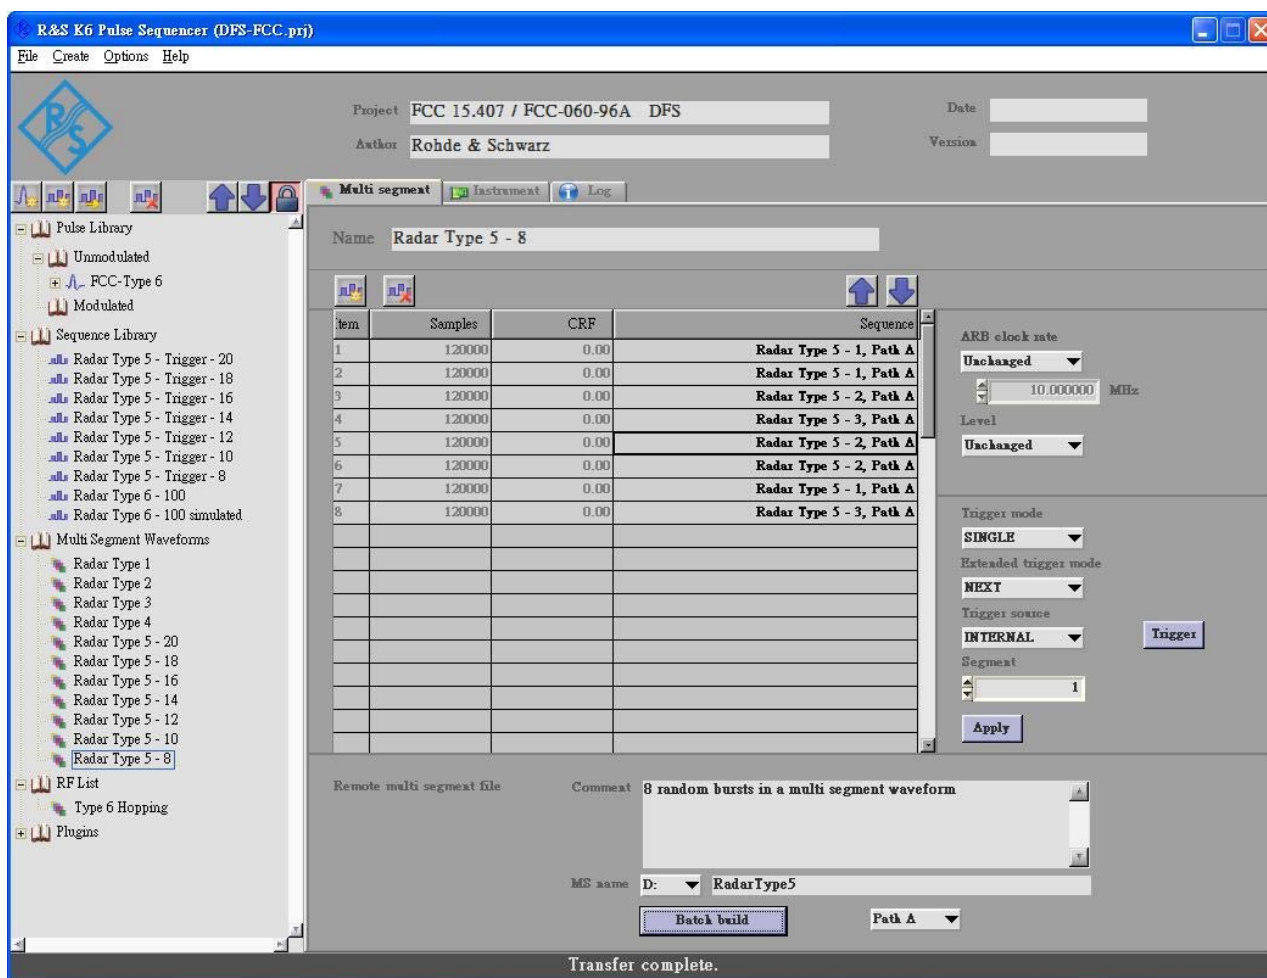 R&S K6 Pulse Sequencer (DFS-FCC.prj)
File Create Options Help
R S
Project FCC 15.407 / FCC-060-96A DFS
Date
Author Rohde & Schwarz
Version
Multi segment Instrument Log
Name Radar Type 5 - 8
Pulse Library
Unmodulated
FCC-Type 6
Modulated
Sequence Library
Radar Type 5 - Trigger - 20
Radar Type 5 - Trigger - 18
Radar Type 5 - Trigger - 16
Radar Type 5 - Trigger - 14
Radar Type 5 - Trigger - 12
Radar Type 5 - Trigger - 10
Radar Type 5 - Trigger - 8
Radar Type 6 - 100
Radar Type 6 - 100 simulated
Multi Segment Waveforms
Radar Type 1
Radar Type 2
Radar Type 3
Radar Type 4
Radar Type 5 - 20
Radar Type 5 - 18
Radar Type 5 - 16
Radar Type 5 - 14
Radar Type 5 - 12
Radar Type 5 - 10
Radar Type 5 - 8
RF List
Type 6 Hopping
Plugins
Item Samples CRF Sequence
1 120000 0.00 Radar Type 5 - 1, Path A
2 120000 0.00 Radar Type 5 - 1, Path A
3 120000 0.00 Radar Type 5 - 2, Path A
4 120000 0.00 Radar Type 5 - 3, Path A
5 120000 0.00 Radar Type 5 - 2, Path A
6 120000 0.00 Radar Type 5 - 2, Path A
7 120000 0.00 Radar Type 5 - 1, Path A
8 120000 0.00 Radar Type 5 - 3, Path A
ARB clock rate
Unchanged
10.000000 MHz
Level
Unchanged
Trigger mode
SINGLE
Extended trigger mode
NEXT
Trigger source
INTERNAL
Trigger
Segment
1
Apply
Remote multi segment file
Comment 8 random bursts in a multi segment waveform
MS name D: RadarType5
Batch build Path A
Transfer complete.